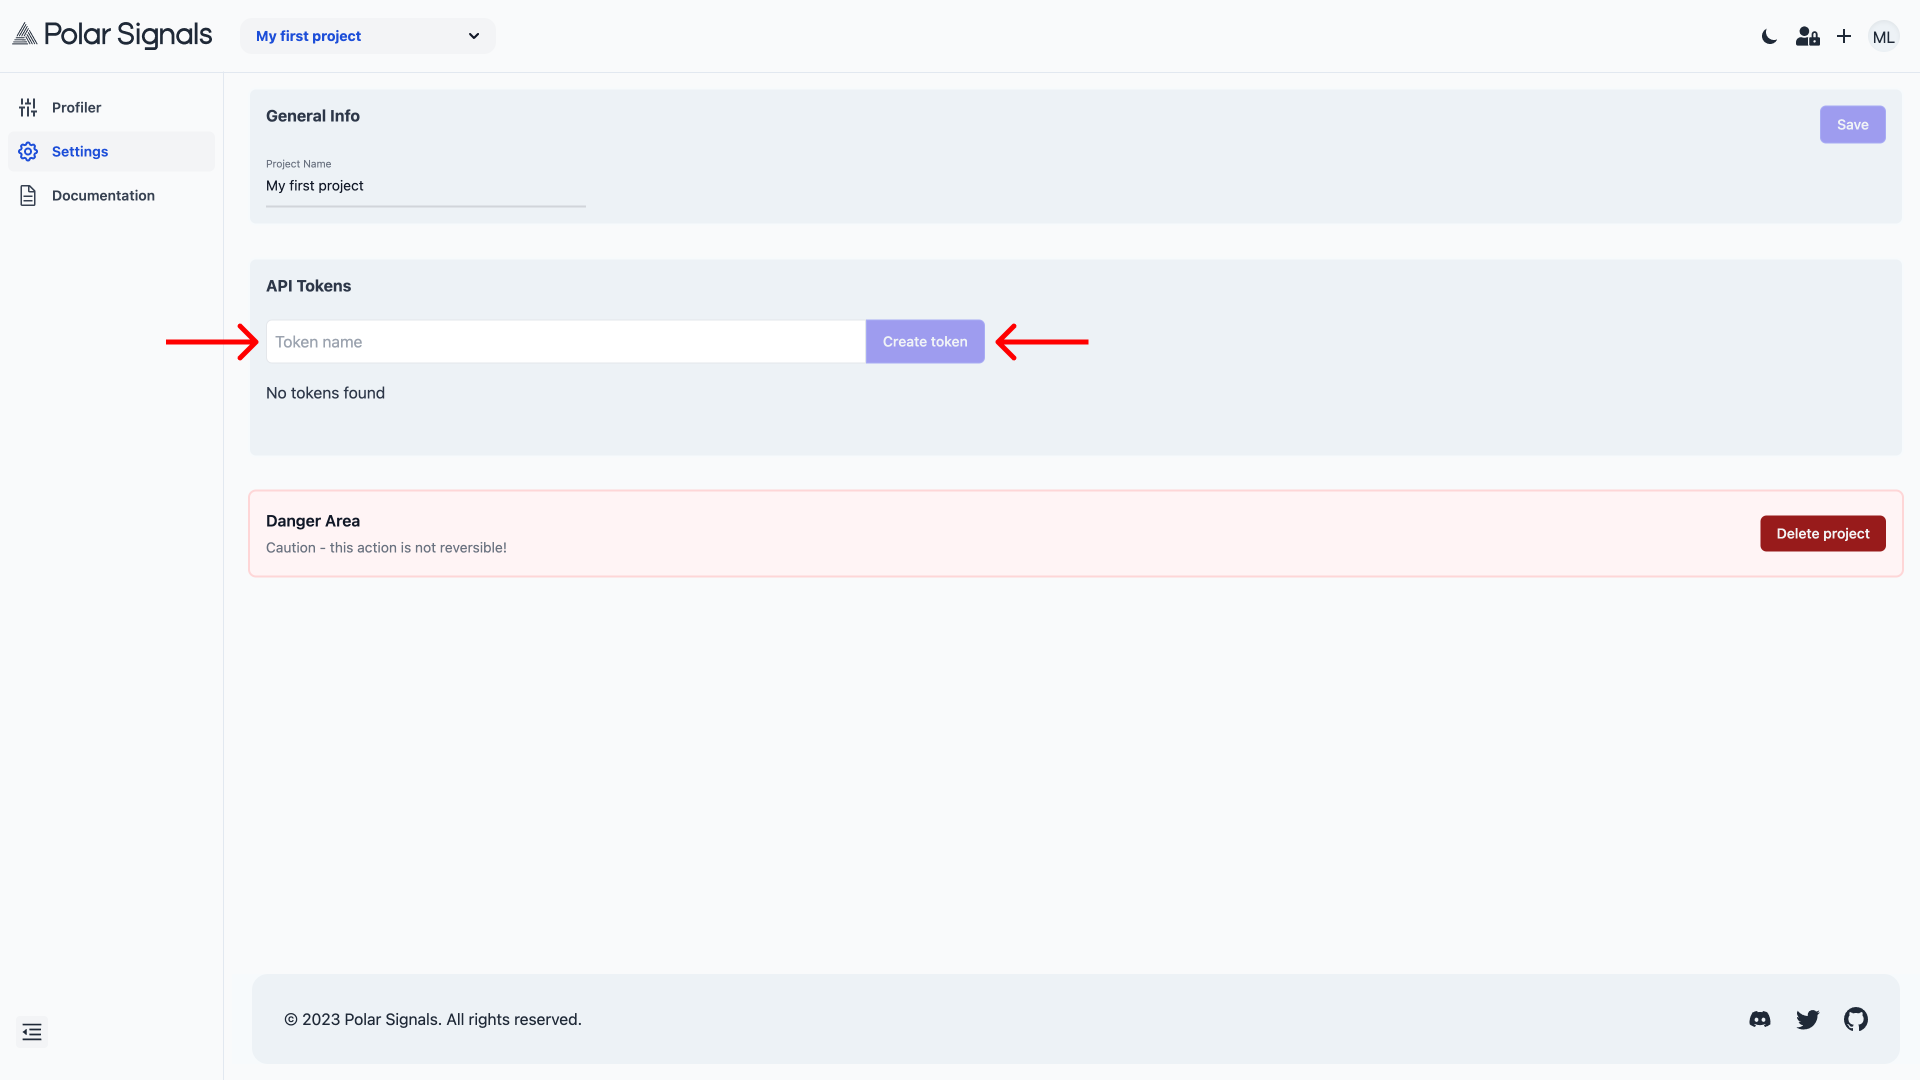 Polar Signals
My first project
ML
Profiler
Settings
Documentation
General Info
Save
Project Name
My first project
API Tokens
Token name
Create token
No tokens found
Danger Area
Caution - this action is not reversible!
Delete project
© 2023 Polar Signals. All rights reserved.